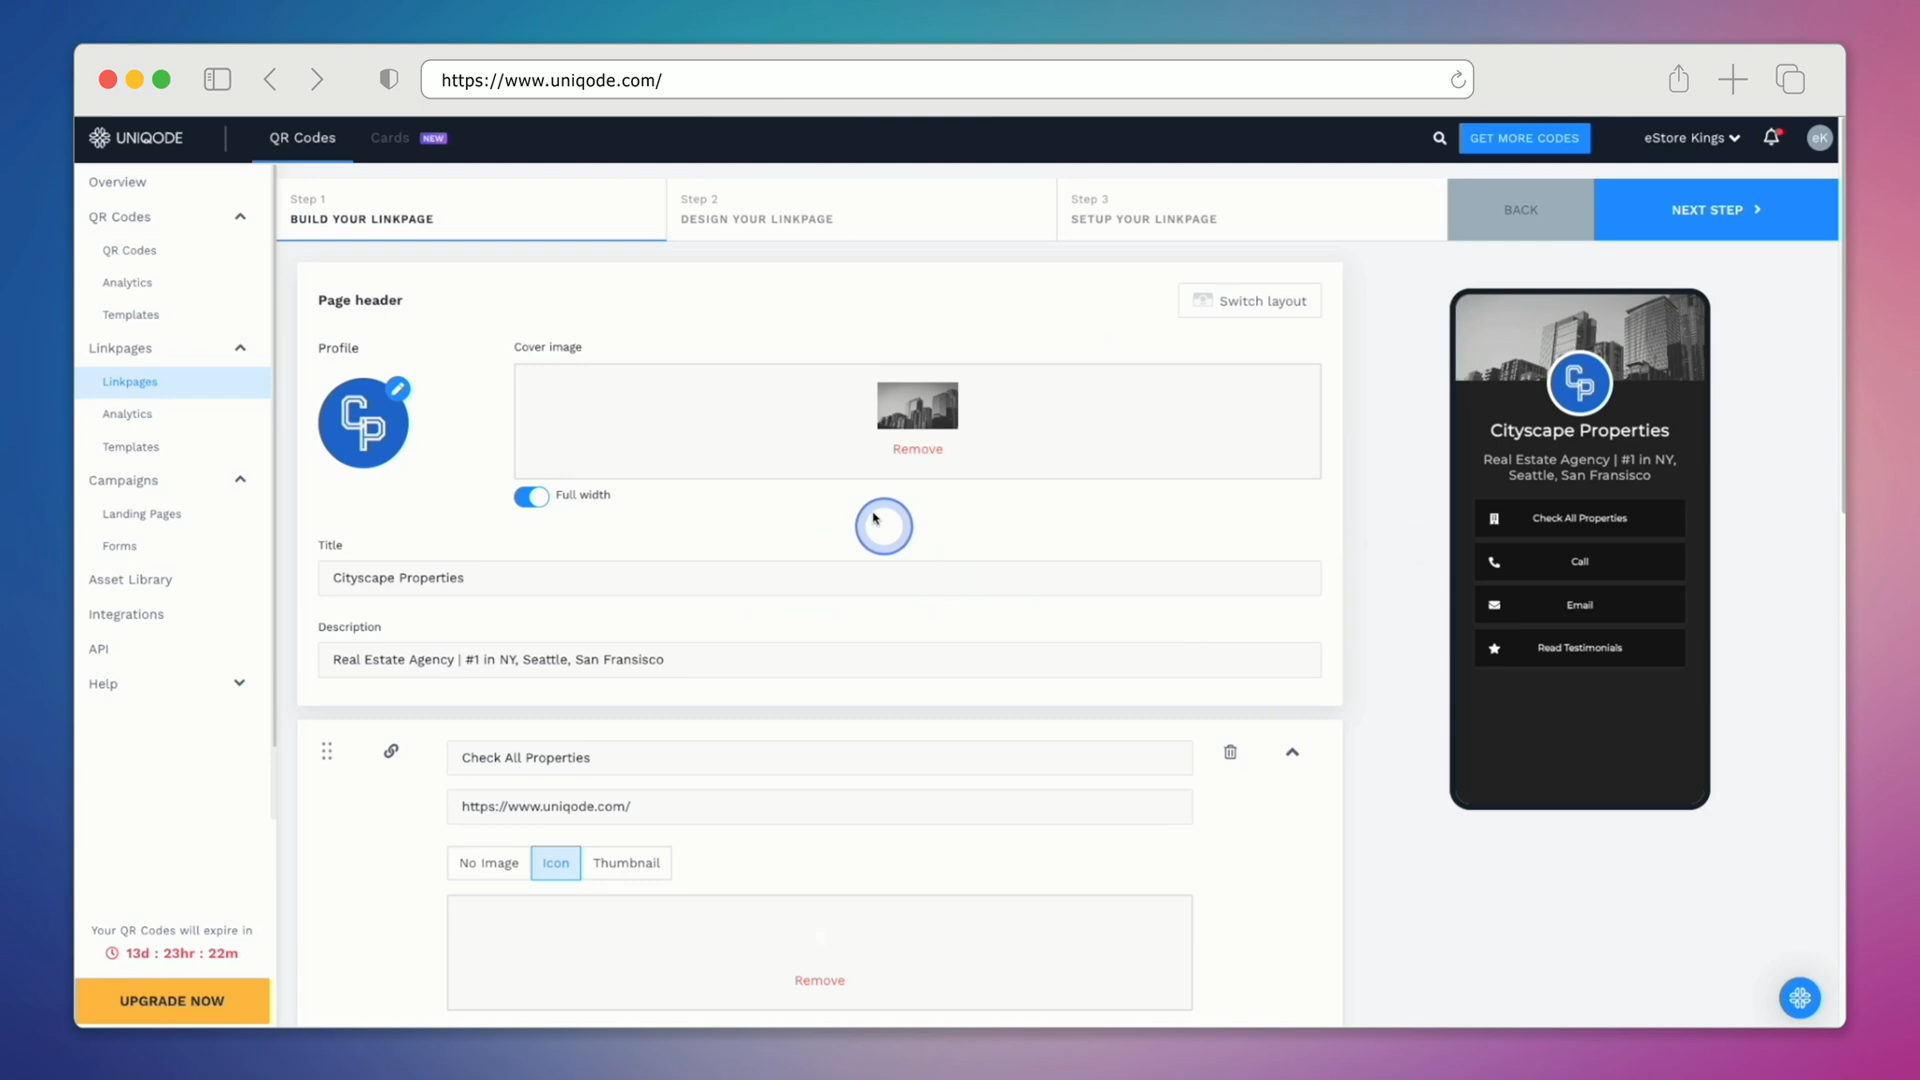 https://www.uniqode.com/
UNIQODE
QR Codes
Cards NEW
GET MORE CODES
eStore Kings
eK
Overview
QR Codes
QR Codes
Analytics
Templates
Linkpages
Linkpages
Analytics
Templates
Campaigns
Landing Pages
Forms
Asset Library
Integrations
API
Help
Your QR Codes will expire in
13d : 23hr : 22m
UPGRADE NOW
Step 1
BUILD YOUR LINKPAGE
Step 2
DESIGN YOUR LINKPAGE
Step 3
SETUP YOUR LINKPAGE
BACK
NEXT STEP
Page header
Switch layout
Profile
CP
Cover image
Remove
Full width
Title
Cityscape Properties
Description
Real Estate Agency | #1 in NY, Seattle, San Fransisco
Check All Properties
https://www.uniqode.com/
No Image
Icon
Thumbnail
Remove
CP
Cityscape Properties
Real Estate Agency | #1 in NY,
Seattle, San Fransisco
Check All Properties
Call
Email
Read Testimonials